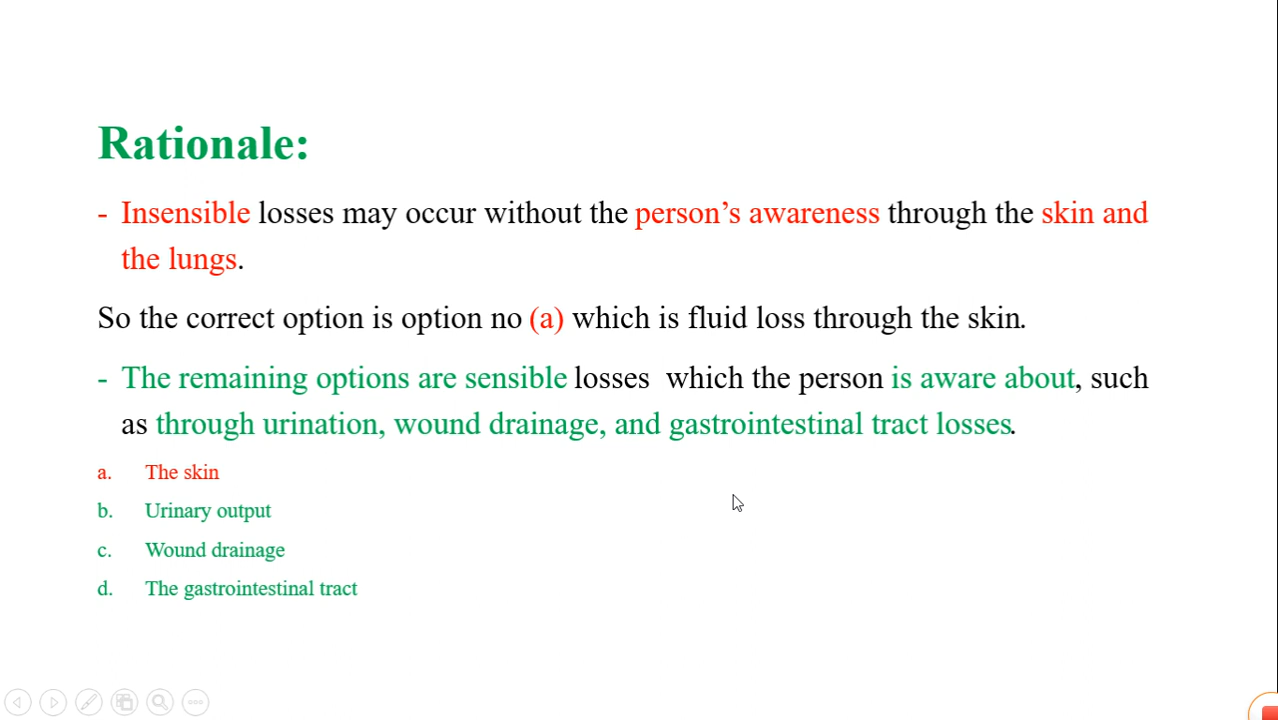 Rationale:
- Insensible losses may occur without the person’s awareness through the skin and
the lungs.
So the correct option is option no (a) which is fluid loss through the skin.
- The remaining options are sensible losses  which the person is aware about, such
as through urination, wound drainage, and gastrointestinal tract losses.
a. The skin
b. Urinary output
c. Wound drainage
d. The gastrointestinal tract